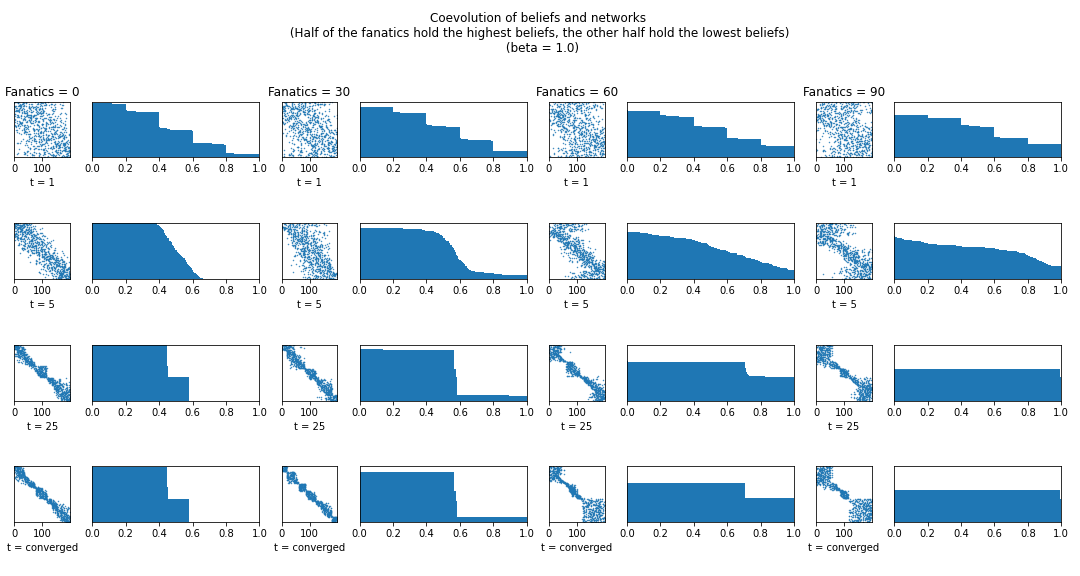 Coevolution of beliefs and networks
(Half of the fanatics hold the highest beliefs, the other half hold the lowest beliefs)
(beta = 1.0)
Fanatics = 0 Fanatics = 30 Fanatics = 60 Fanatics = 90
0 100 0.0 0.2 0.4 0.6 0.8 1.0 0 100 0.0 0.2 0.4 0.6 0.8 1.0 0 100 0.0 0.2 0.4 0.6 0.8 1.0 0 100 0.0 0.2 0.4 0.6 0.8 1.0
t = 1 t = 1 t = 1 t = 1
0 100 0.0 0.2 0.4 0.6 0.8 1.0 0 100 0.0 0.2 0.4 0.6 0.8 1.0 0 100 0.0 0.2 0.4 0.6 0.8 1.0 0 100 0.0 0.2 0.4 0.6 0.8 1.0
t = 5 t = 5 t = 5 t = 5
0 100 0.0 0.2 0.4 0.6 0.8 1.0 0 100 0.0 0.2 0.4 0.6 0.8 1.0 0 100 0.0 0.2 0.4 0.6 0.8 1.0 0 100 0.0 0.2 0.4 0.6 0.8 1.0
t = 25 t = 25 t = 25 t = 25
0 100 0.0 0.2 0.4 0.6 0.8 1.0 0 100 0.0 0.2 0.4 0.6 0.8 1.0 0 100 0.0 0.2 0.4 0.6 0.8 1.0 0 100 0.0 0.2 0.4 0.6 0.8 1.0
t = converged t = converged t = converged t = converged